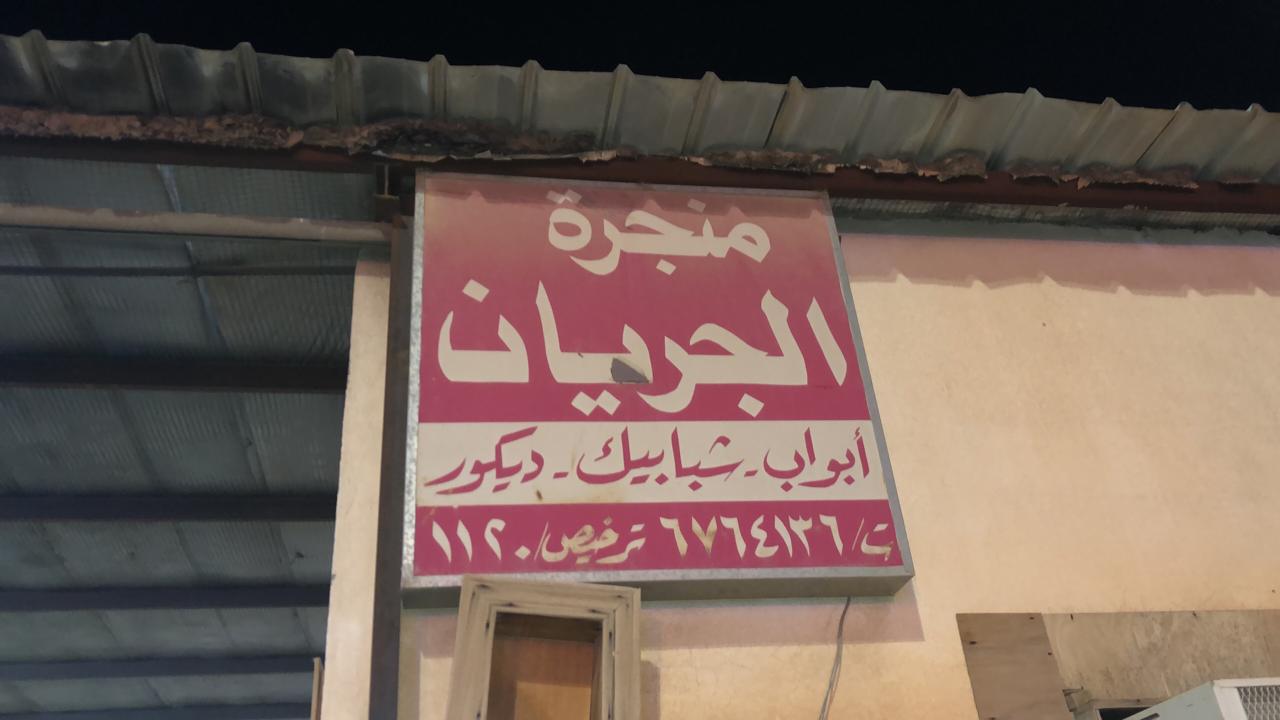 منجرة
الجريان
أبواب - شبابيك - ديكور
ت/ ٦٧٦٤١٣٦ ترخيص/ ١١٢٠